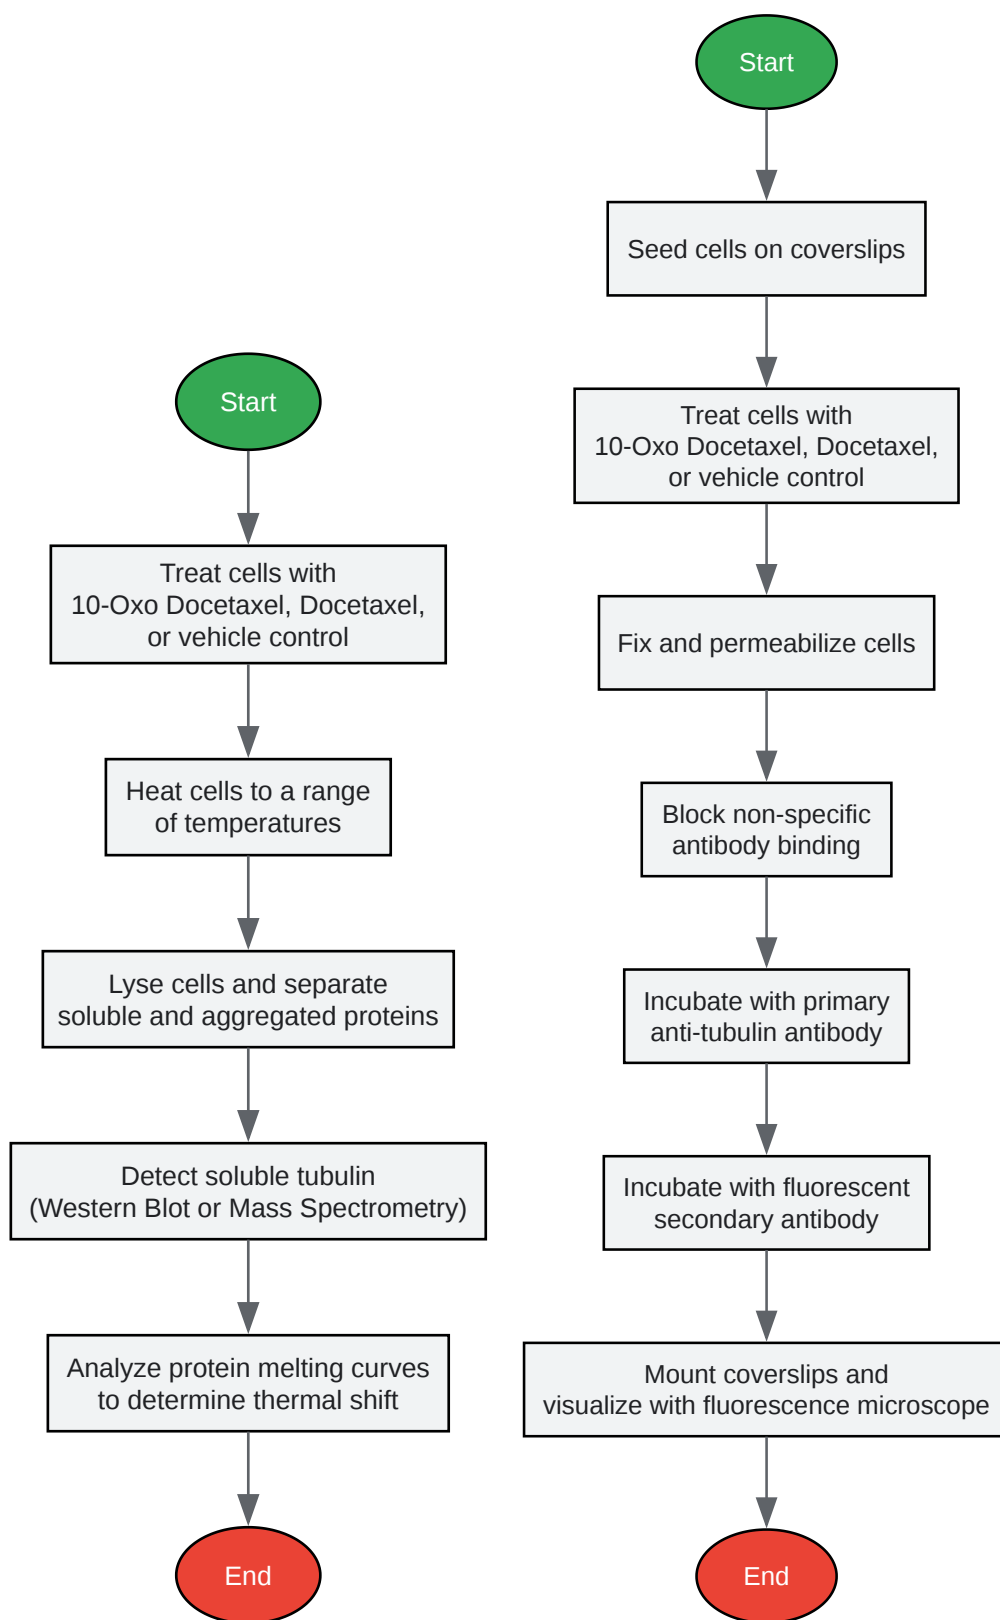 Start
Treat cells with
10-Oxo Docetaxel, Docetaxel,
or vehicle control
Heat cells to a range
of temperatures
Lyse cells and separate
soluble and aggregated proteins
Detect soluble tubulin
(Western Blot or Mass Spectrometry)
Analyze protein melting curves
to determine thermal shift
End
Start
Seed cells on coverslips
Treat cells with
10-Oxo Docetaxel, Docetaxel,
or vehicle control
Fix and permeabilize cells
Block non-specific
antibody binding
Incubate with primary
anti-tubulin antibody
Incubate with fluorescent
secondary antibody
Mount coverslips and
visualize with fluorescence microscope
End